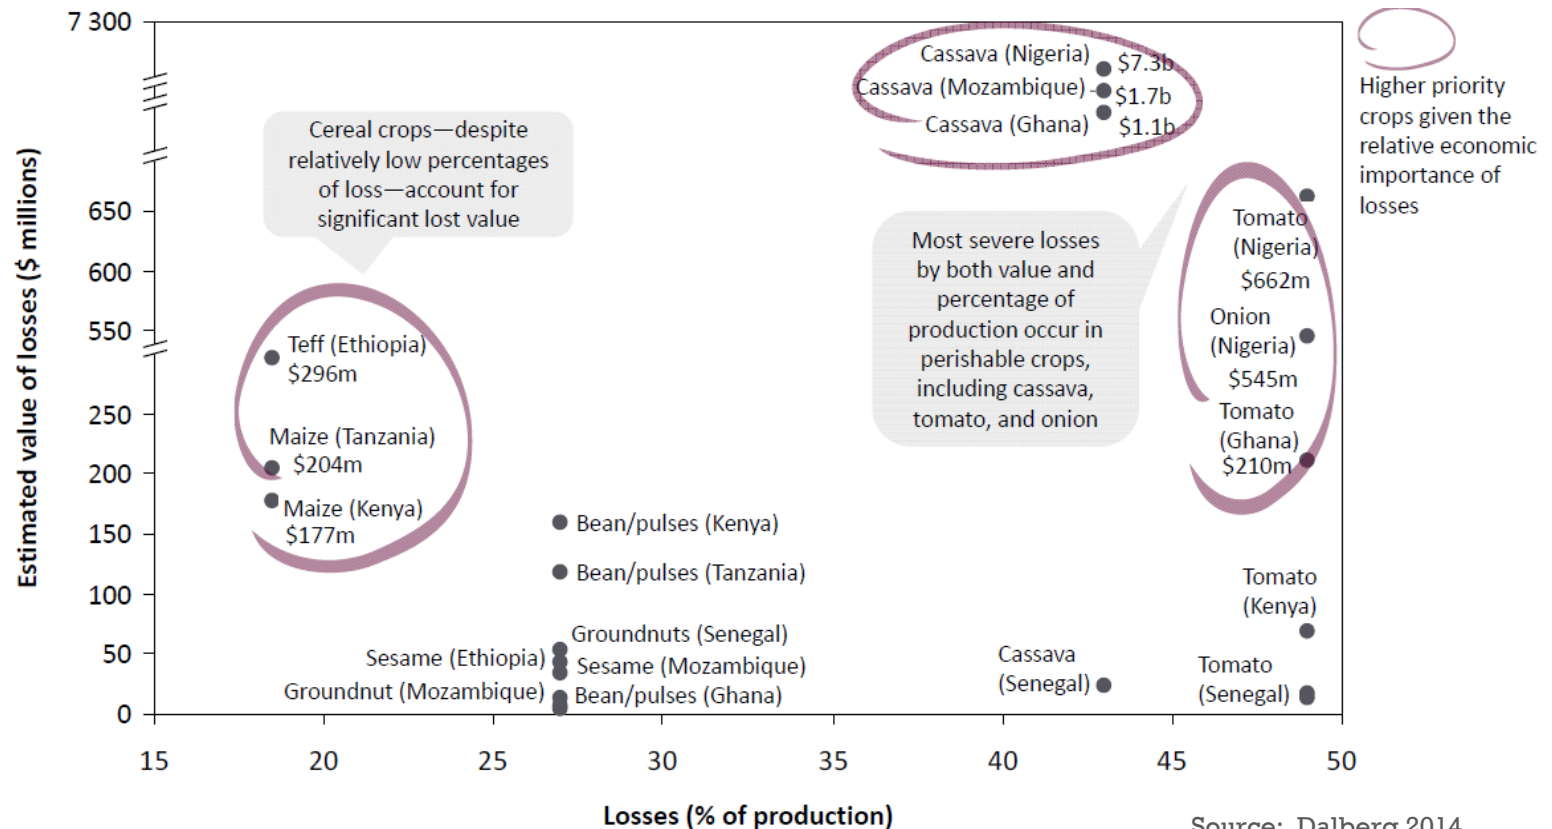 7 300
650
600
550
250
200
150
100
50
0
Estimated value of losses ($ millions)
Cereal crops—despite
relatively low percentages
of loss—account for
significant lost value
Teff (Ethiopia)
$296m
Maize (Tanzania)
$204m
Maize (Kenya)
$177m
Cassava (Nigeria)
$7.3b
Cassava (Mozambique)
$1.7b
Cassava (Ghana)
$1.1b
Most severe losses
by both value and
percentage of
production occur in
perishable crops,
including cassava,
tomato, and onion
Tomato
(Nigeria)
$662m
Onion
(Nigeria)
$545m
Tomato
(Ghana)
$210m
Higher priority
crops given the
relative economic
importance of
losses
Bean/pulses (Kenya)
Bean/pulses (Tanzania)
Groundnuts (Senegal)
Sesame (Ethiopia)
Sesame (Mozambique)
Groundnut (Mozambique)
Bean/pulses (Ghana)
Cassava
(Senegal)
Tomato
(Kenya)
Tomato
(Senegal)
15
20
25
30
35
40
45
50
Losses (% of production)
Source: Dalberg 2014